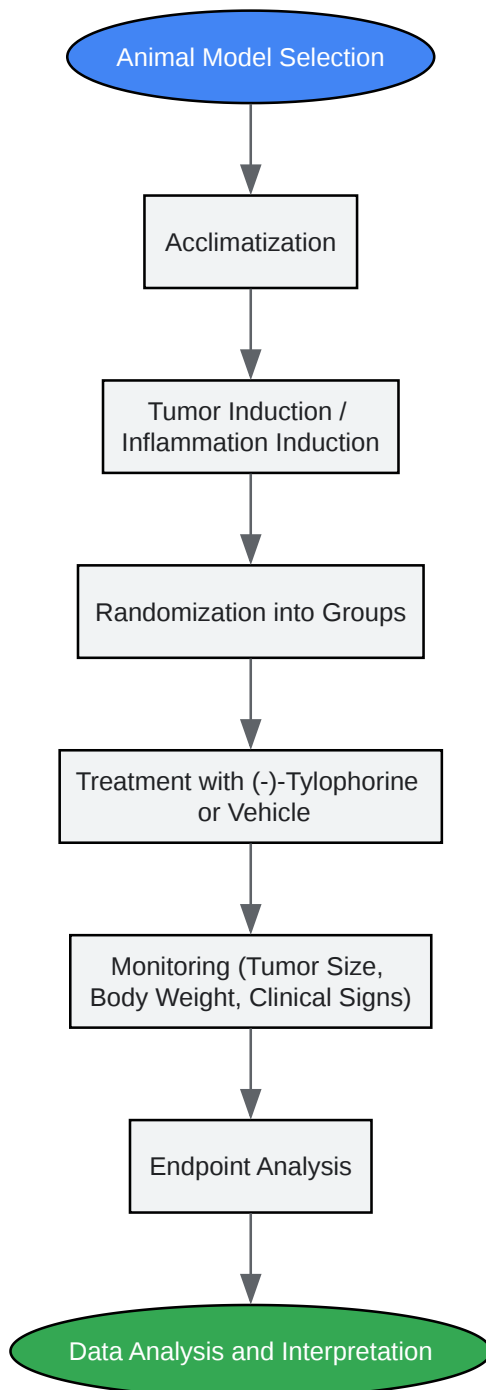 Animal Model Selection
Acclimatization
Tumor Induction /
Inflammation Induction
Randomization into Groups
Treatment with (-)-Tylophorine
or Vehicle
Monitoring (Tumor Size,
Body Weight, Clinical Signs)
Endpoint Analysis
Data Analysis and Interpretation